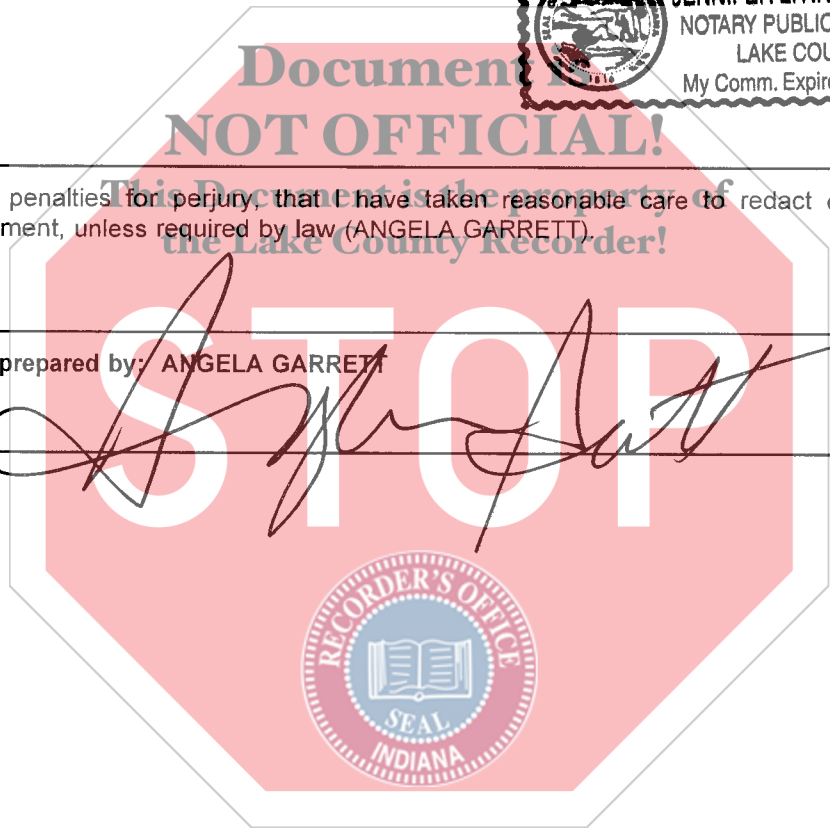 NOTARY PUBLIC
LAKE COU
My Comm. Expire
SEAL
1816
Document is
NOT OFFICIAL!
This Document is the property of
the Lake County Recorder!
penalties for perjury, that I have taken reasonable care to redact
ment, unless required by law (ANGELA GARRETT).
STOP
prepared by: ANGELA GARRETT
RECORDER'S OFFICE
SEAL
INDIANA